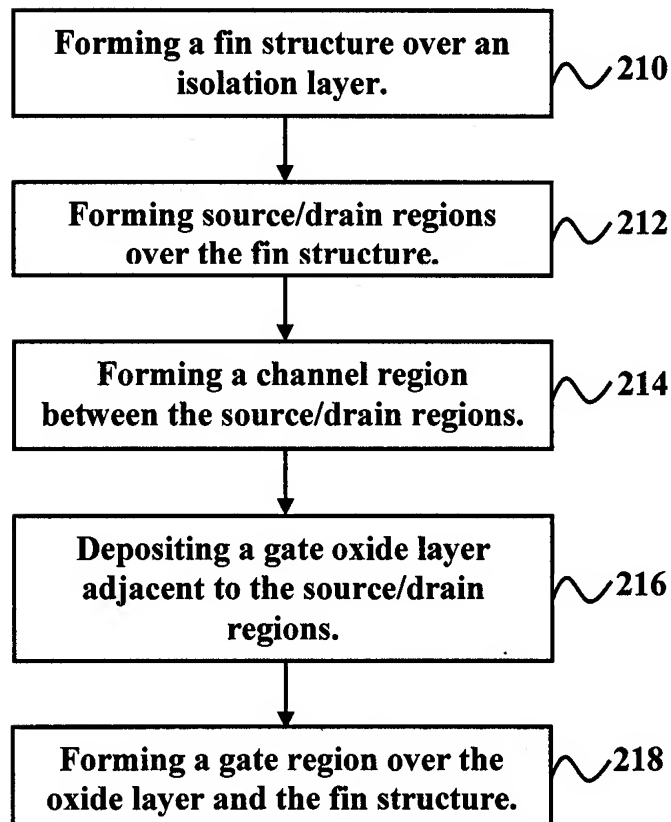 Forming a fin structure over an
isolation layer.
210
Forming source/drain regions
over the fin structure.
212
Forming a channel region
between the source/drain regions.
214
Depositing a gate oxide layer
adjacent to the source/drain
regions.
216
Forming a gate region over the
oxide layer and the fin structure.
218